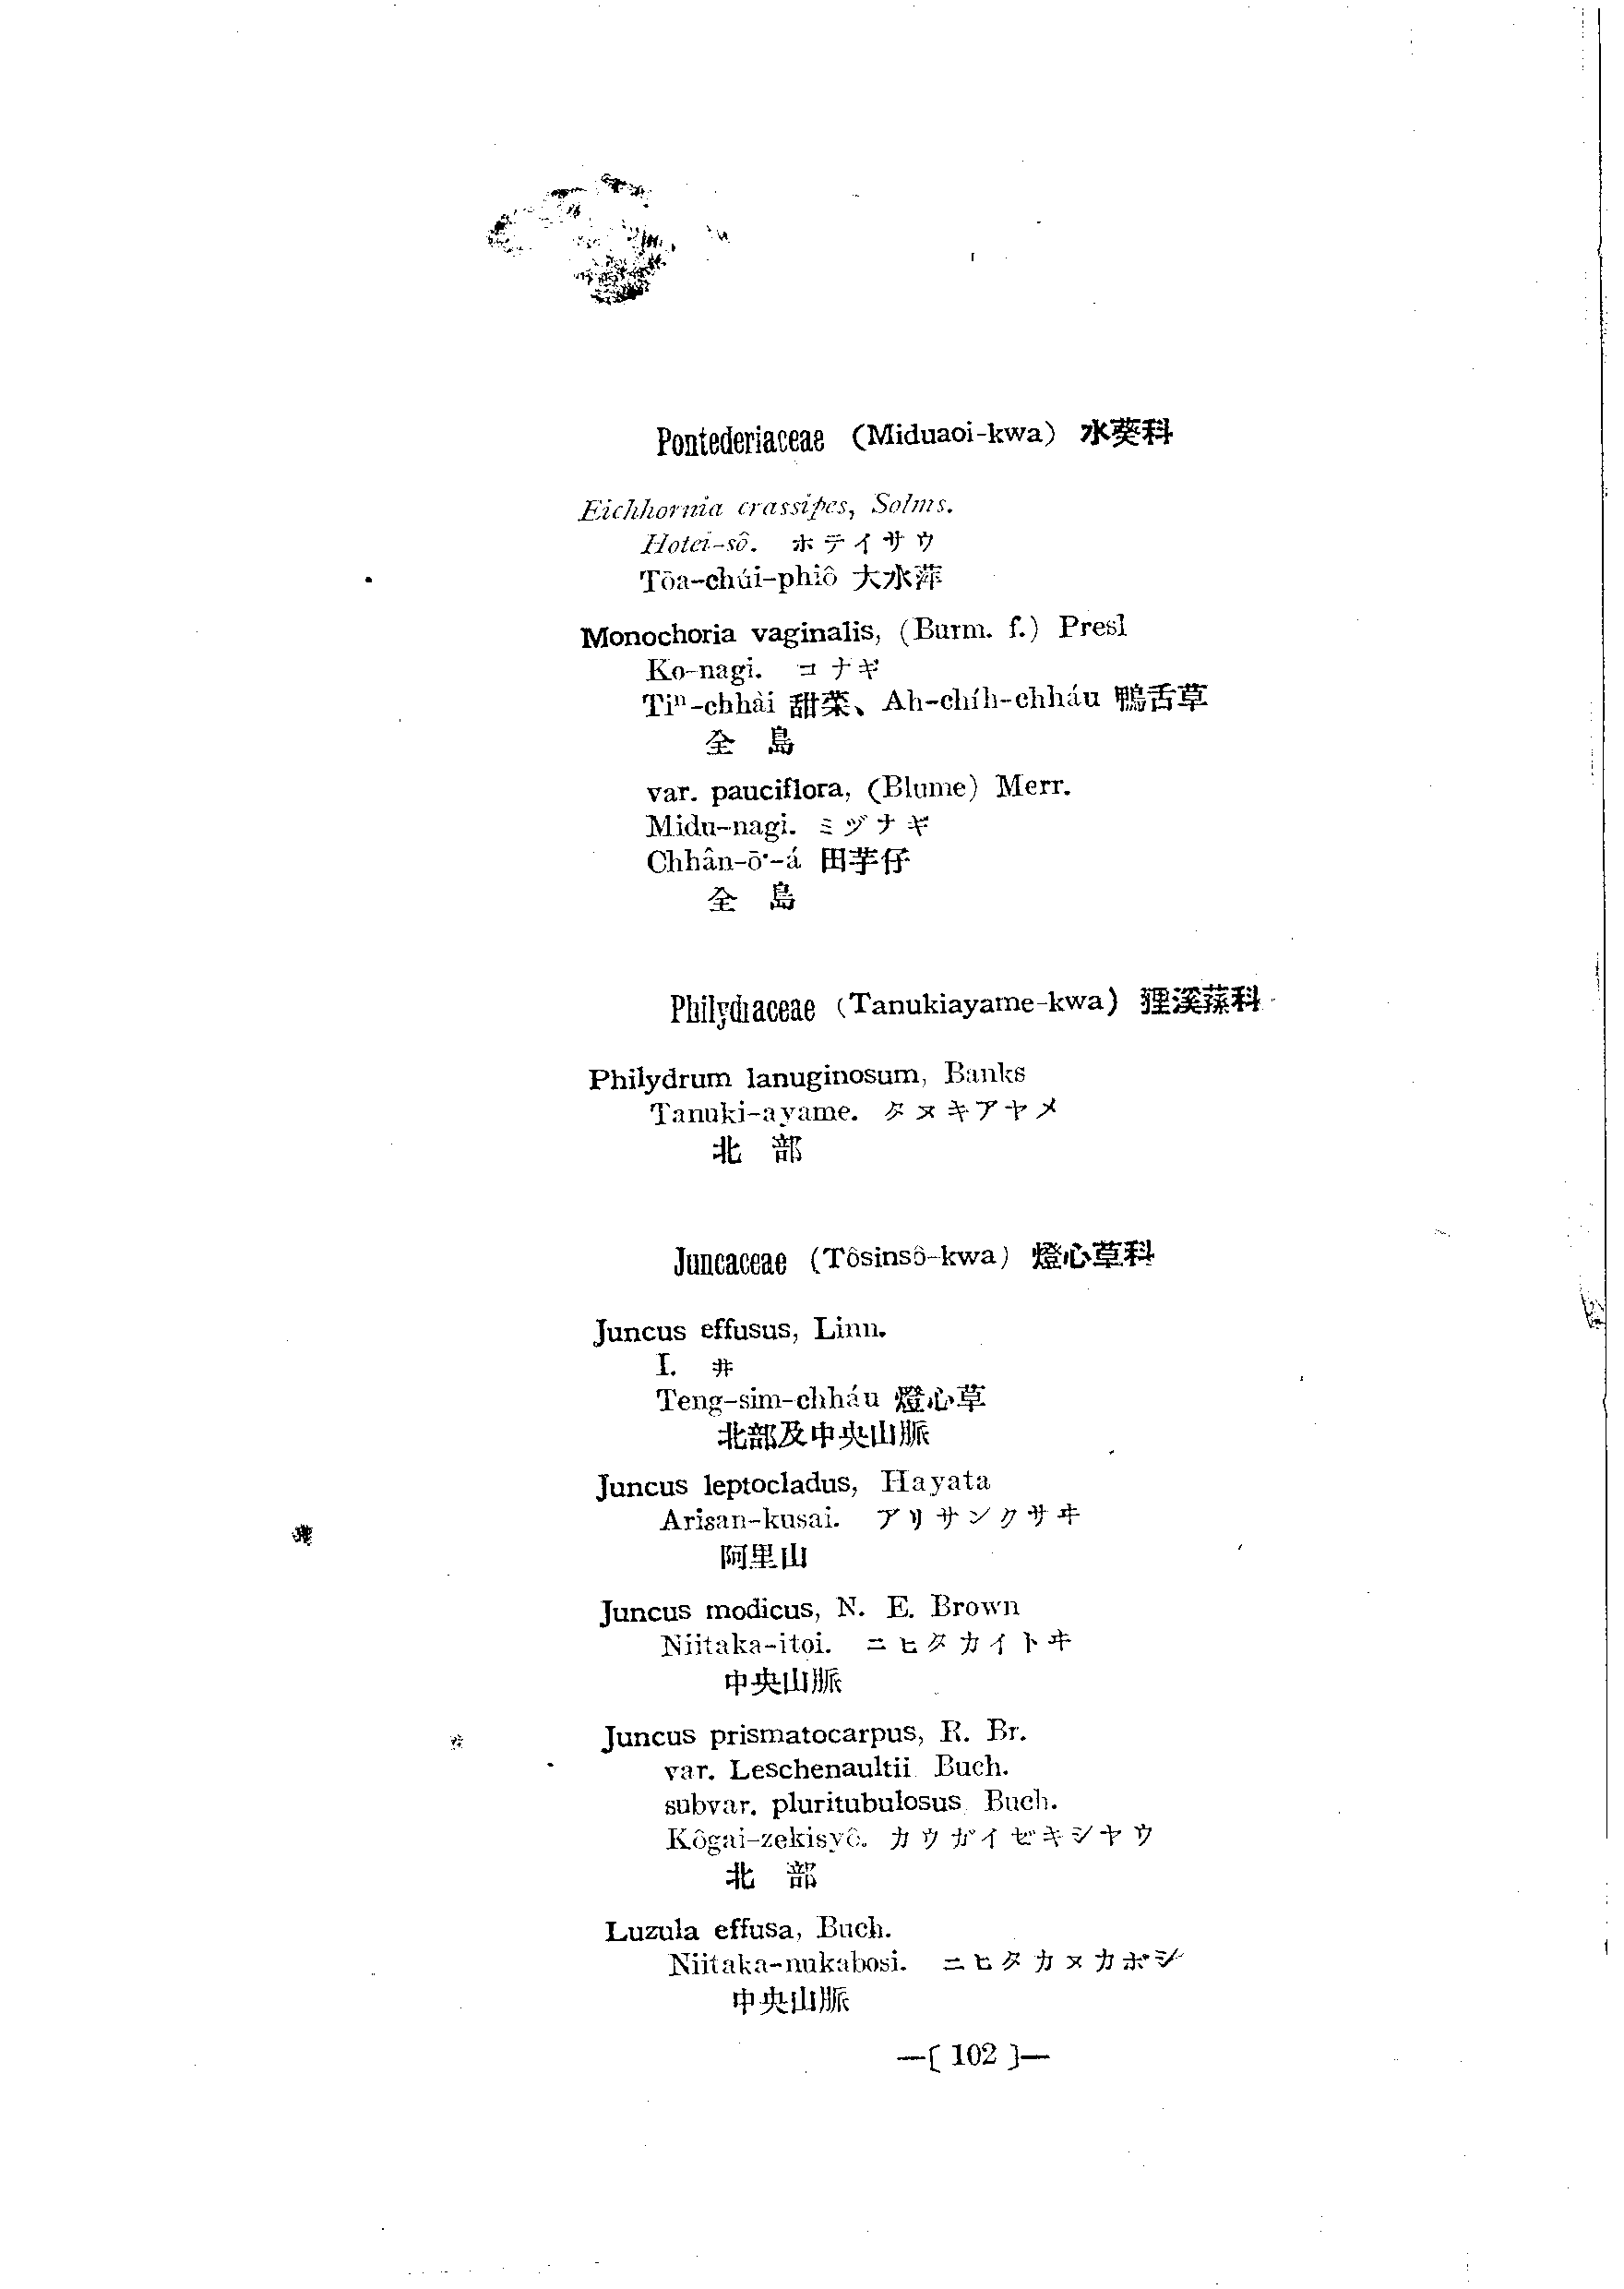 Pontederiaceae (Miduaoi-kwa) 水葵科
Eichhornia crassipes, Solms.
Hotei-sô. ホテイサウ
Tōa-chúi-phiô 大水萍
Monochoria vaginalis, (Burm. f.) Presl
Ko-nagi. コナギ
Tiⁿ-chhài 甜菜、Ah-chíh-chháu 鴨舌草
全島
var. pauciflora, (Blume) Merr.
Midu-nagi. ミヅナギ
Chhân-ō·-á 田芋仔
全島
Philydraceae (Tanukiayame-kwa) 狸溪蓀科
Philydrum lanuginosum, Banks
Tanuki-ayame. タヌキアヤメ
北部
Juncaceae (Tôsinsô-kwa) 燈心草科
Juncus effusus, Linn.
I. 井
Teng-sim-chháu 燈心草
北部及中央山脈
Juncus leptocladus, Hayata
Arisan-kusai. アリサンクサヰ
阿里山
Juncus modicus, N. E. Brown
Niitaka-itoi. ニヒタカイトヰ
中央山脈
Juncus prismatocarpus, R. Br.
var. Leschenaultii Buch.
subvar. pluritubulosus Buch.
Kôgai-zekisyô. カウガイゼキシヤウ
北部
Luzula effusa, Buch.
Niitaka-nukabosi. ニヒタカヌカボシ
中央山脈
—[ 102 ]—